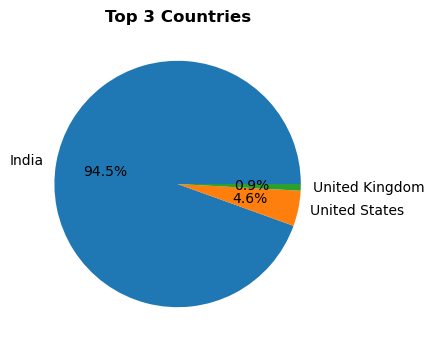 Top 3 Countries
India
94.5%
0.9%
United Kingdom
4.6%
United States